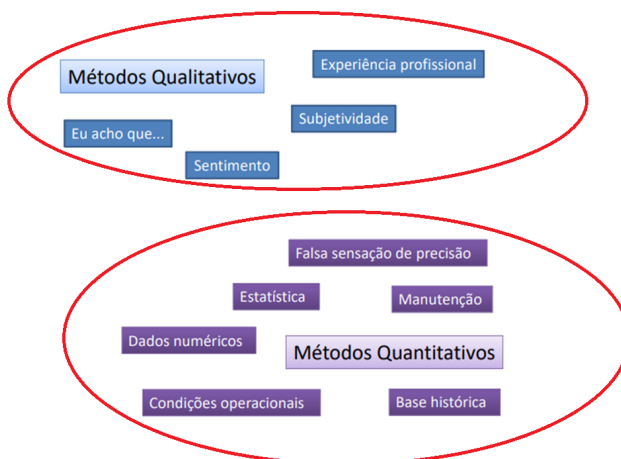 Métodos Qualitativos
Experiência profissional
Subjetividade
Eu acho que...
Sentimento
Falsa sensação de precisão
Estatística
Manutenção
Dados numéricos
Métodos Quantitativos
Condições operacionais
Base histórica